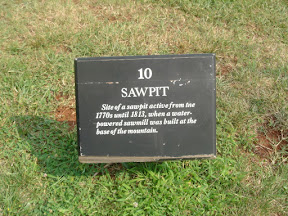 10
SAWPIT
Site of a sawpit active from the
1770s until 1813, when a water-
powered sawmill was built at the
base of the mountain.